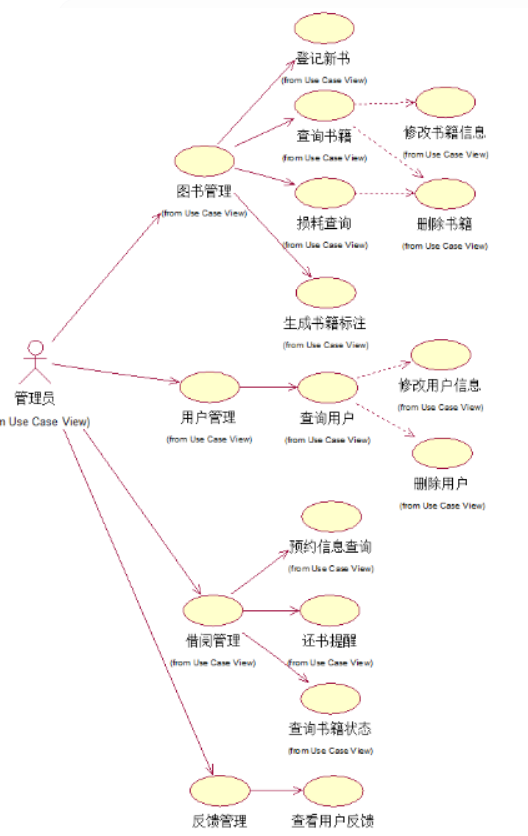 登记新书
(from Use Case View)
查询书籍
(from Use Case View)
修改书籍信息
(from Use Case View)
图书管理
(from Use Case View)
损耗查询
(from Use Case View)
删除书籍
(from Use Case View)
生成书籍标注
(from Use Case View)
管理员
m Use Case View)
用户管理
(from Use Case View)
查询用户
(from Use Case View)
修改用户信息
(from Use Case View)
删除用户
(from Use Case View)
预约信息查询
(from Use Case View)
借阅管理
(from Use Case View)
还书提醒
(from Use Case View)
查询书籍状态
(from Use Case View)
反馈管理
查看用户反馈